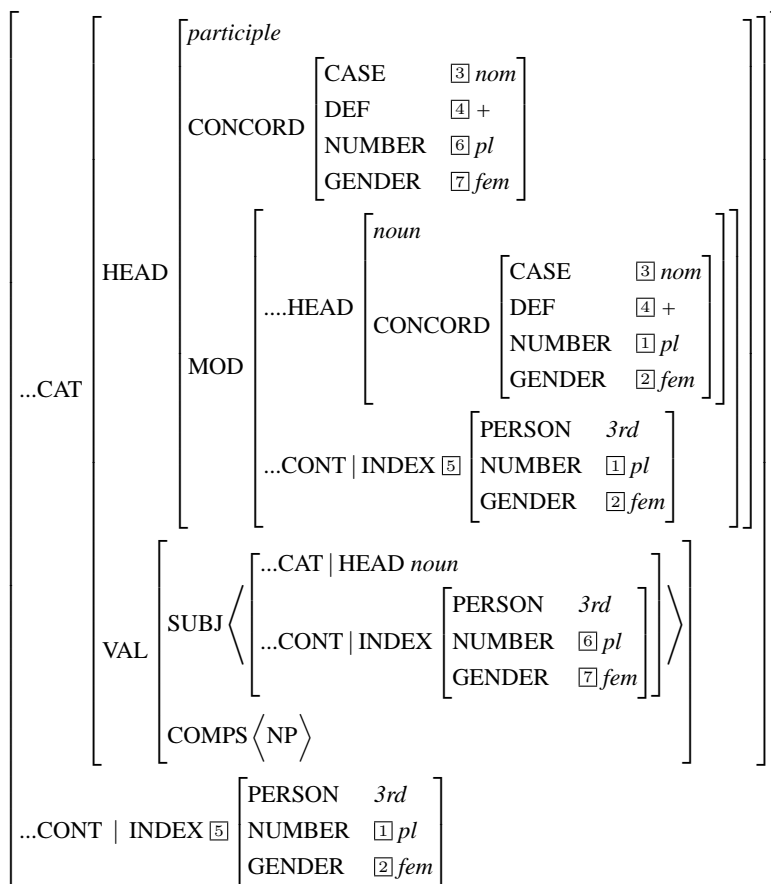 participle
CASE 3 nom
DEF 4 +
CONCORD
NUMBER 6 pl
GENDER 7 fem
noun
HEAD
CASE 3 nom
....HEAD
DEF 4 +
CONCORD
NUMBER 1 pl
MOD
GENDER 2 fem
...CAT
PERSON 3rd
...CONT | INDEX 5 NUMBER 1 pl
GENDER 2 fem
...CAT | HEAD noun
PERSON 3rd
SUBJ
...CONT | INDEX NUMBER 6 pl
VAL
GENDER 7 fem
COMPS ⟨NP⟩
PERSON 3rd
...CONT | INDEX 5 NUMBER 1 pl
GENDER 2 fem